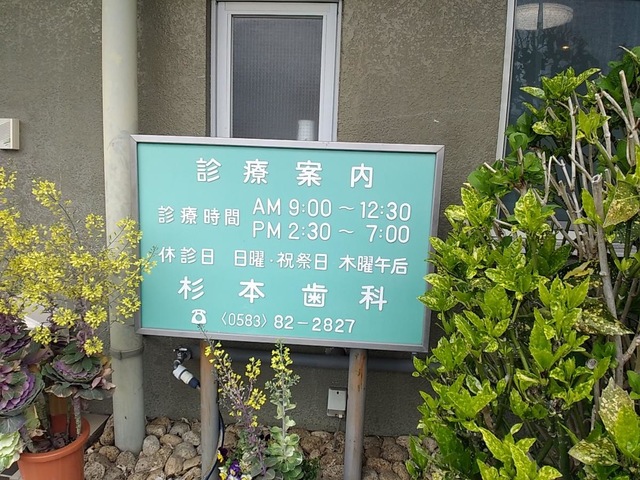 診療案内
診療時間 AM 9:00 〜 12:30
PM 2:30 〜 7:00
休診日 日曜・祝祭日 木曜午后
杉本歯科
☎ (0583) 82-2827